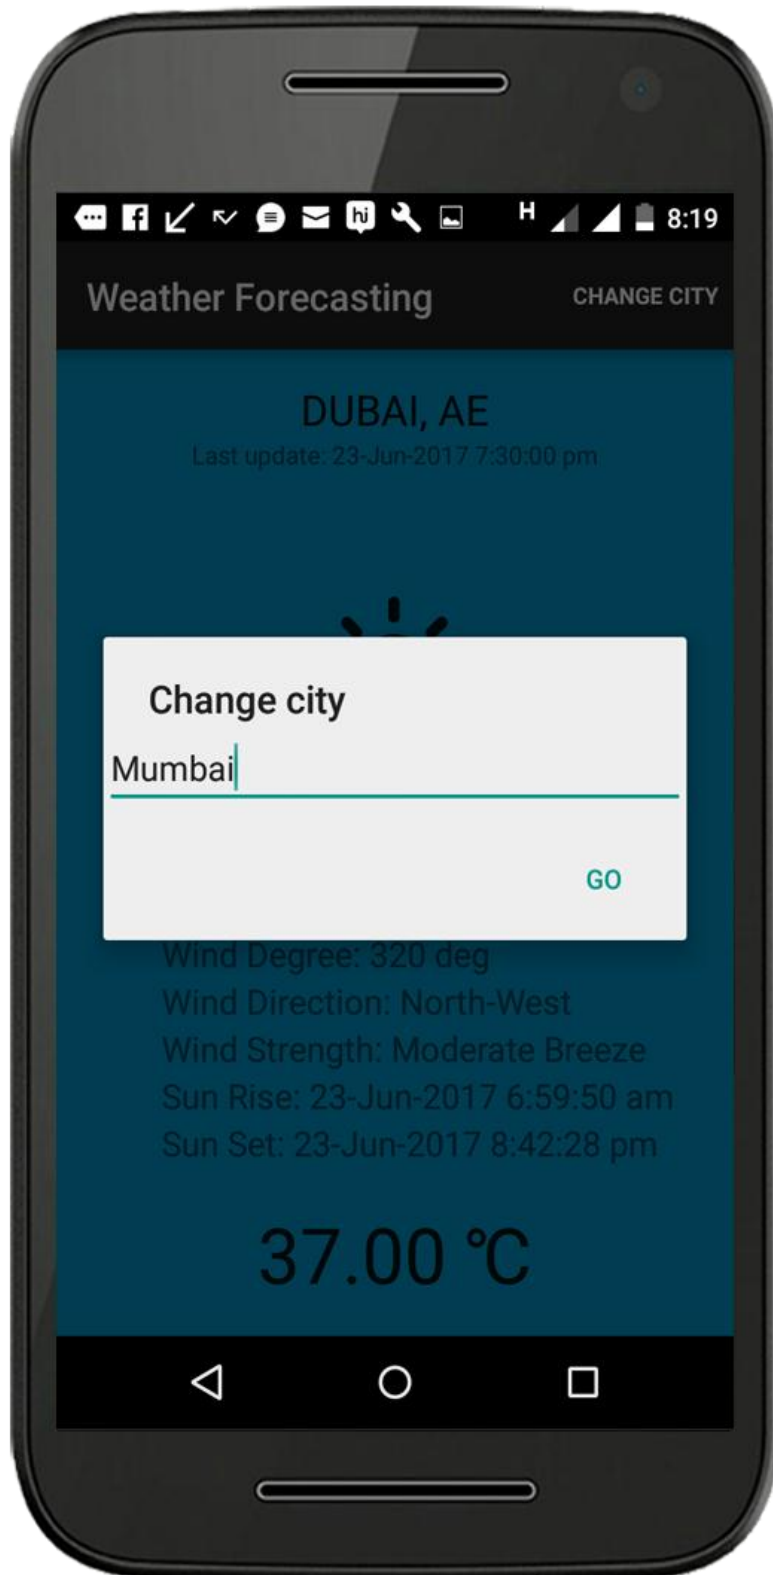 H 8:19
Weather Forecasting CHANGE CITY
DUBAI, AE
Last update: 23-Jun-2017 7:30:00 pm
Change city
Mumbai
GO
Wind Degree: 320 deg
Wind Direction: North-West
Wind Strength: Moderate Breeze
Sun Rise: 23-Jun-2017 6:59:50 am
Sun Set: 23-Jun-2017 8:42:28 pm
37.00 °C